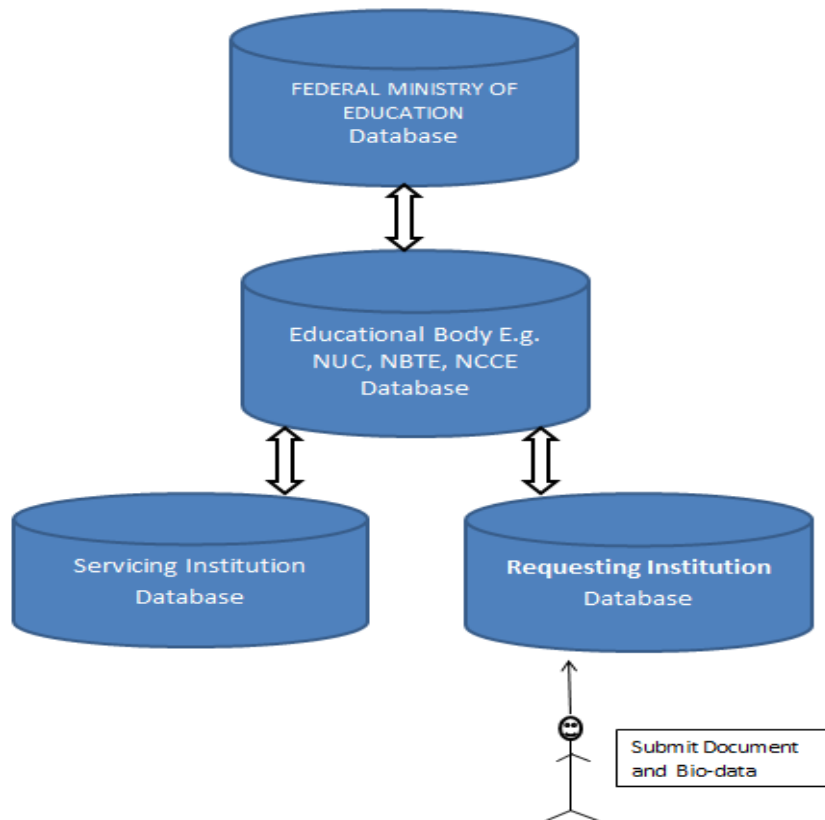 FEDERAL MINISTRY OF
EDUCATION
Database
Educational Body E.g.
NUC, NBTE, NCCE
Database
Servicing Institution
Database
Requesting Institution
Database
Submit Document
and Bio-data